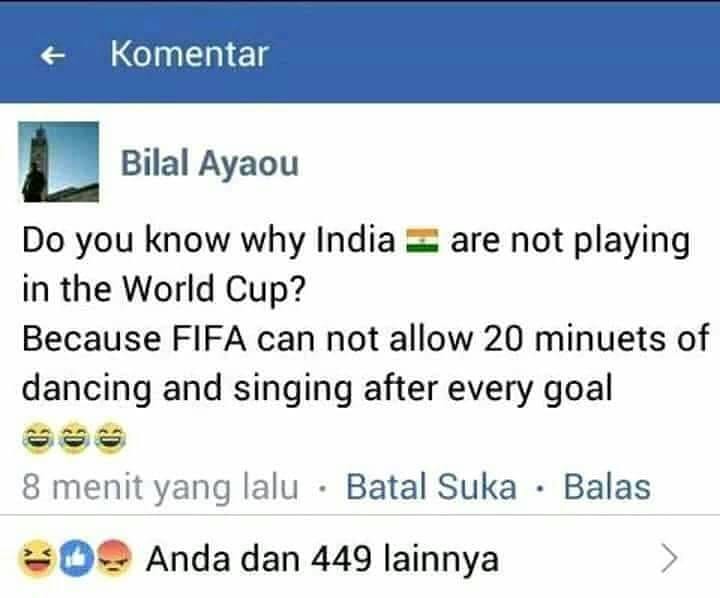 ← Komentar
Bilal Ayaou
Do you know why India 🇮🇳 are not playing
in the World Cup?
Because FIFA can not allow 20 minuets of
dancing and singing after every goal
😂😂😂
8 menit yang lalu · Batal Suka · Balas
😆👍😡 Anda dan 449 lainnya >